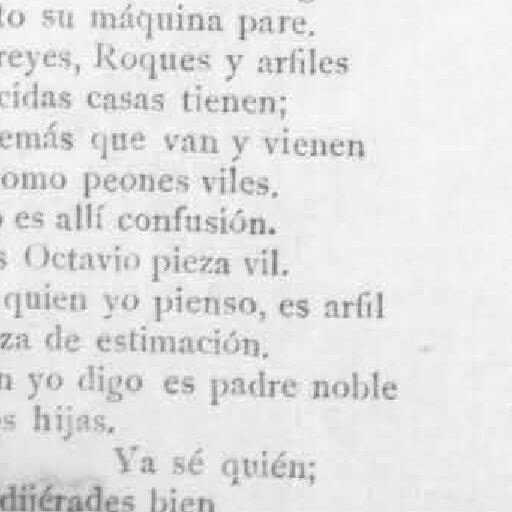 to su máquina pare.
reyes, Roques y arfiles
cidas casas tienen;
emás que van y vienen
omo peones viles.
o es allí confusión.
s Octavio pieza vil.
quien yo pienso, es arfil
za de estimación.
n yo digo es padre noble
os hijas.
Ya sé quién;
dijérades bien